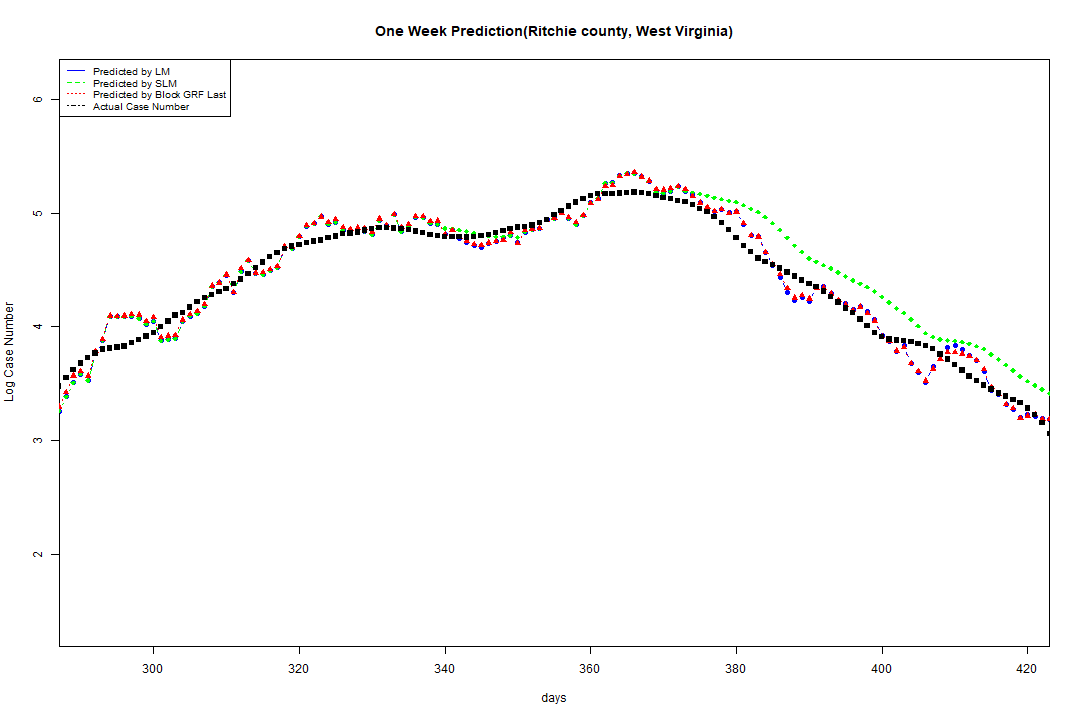 One Week Prediction(Ritchie county, West Virginia)
Predicted by LM
Predicted by SLM
Predicted by Block GRF Last
Actual Case Number
6
5
4
3
2
Log Case Number
300 320 340 360 380 400 420
days